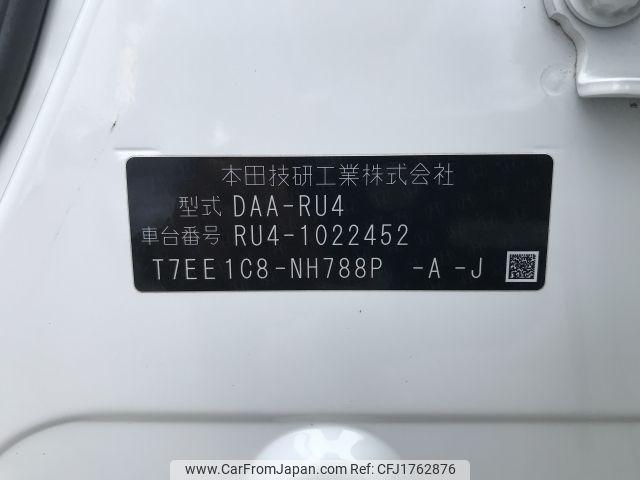 本田技研工業株式会社
型式 DAA-RU4
車台番号 RU4-1022452
T7EE1C8-NH788P -A -J
www.CarFromJapan.com REF:CFJ1762876